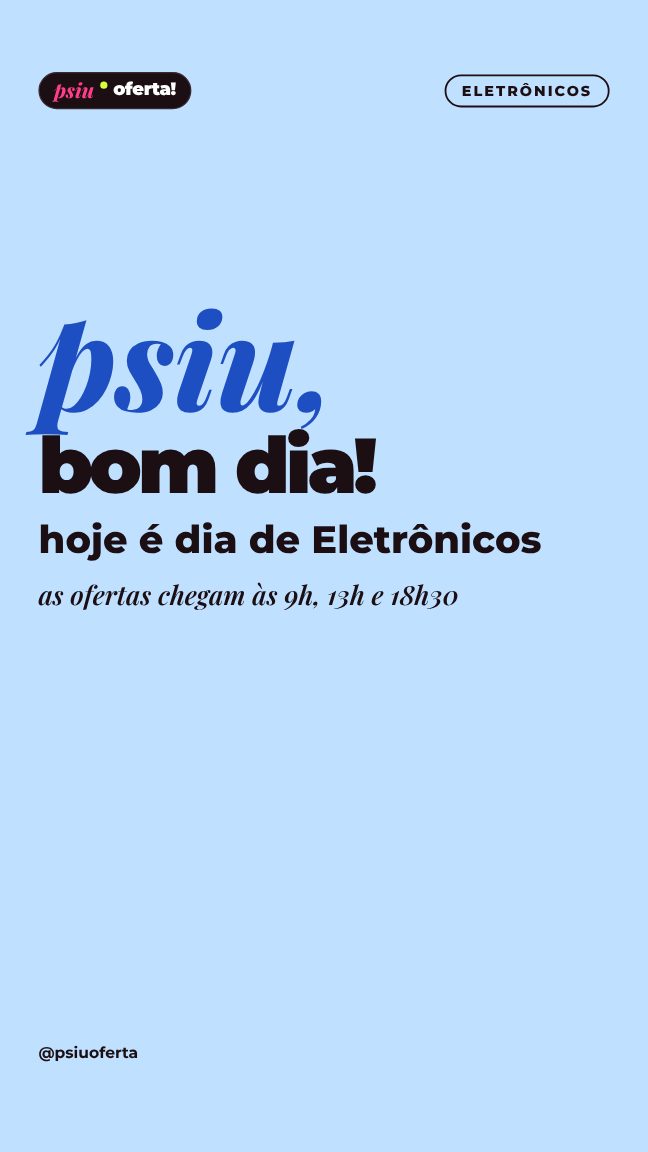 psiu oferta!
ELETRÔNICOS
psiu,
bom dia!
hoje é dia de Eletrônicos
as ofertas chegam às 9h, 13h e 18h30
@psiuoferta